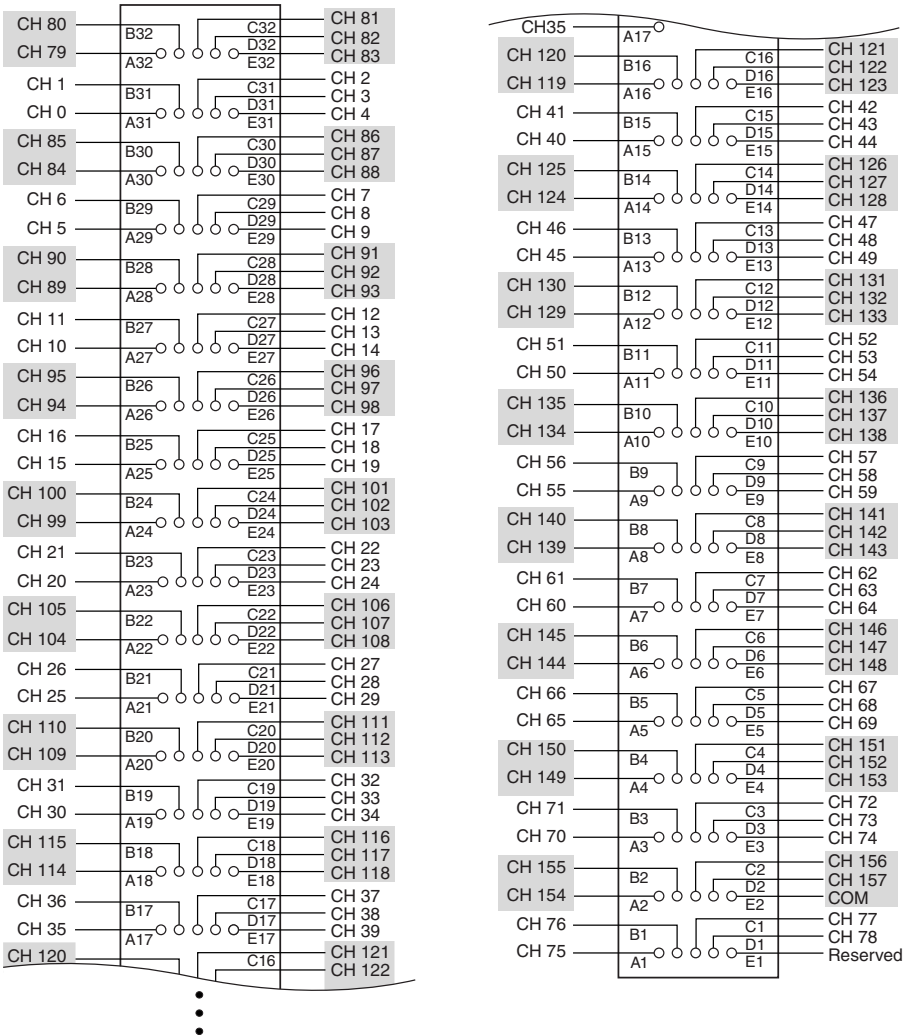 CH 80 B32 C32 CH 81
D32 CH 82
CH 79 A32 E32 CH 83
CH 1 B31 C31 CH 2
D31 CH 3
CH 0 A31 E31 CH 4
CH 85 B30 C30 CH 86
D30 CH 87
CH 84 A30 E30 CH 88
CH 6 B29 C29 CH 7
D29 CH 8
CH 5 A29 E29 CH 9
CH 90 B28 C28 CH 91
D28 CH 92
CH 89 A28 E28 CH 93
CH 11 B27 C27 CH 12
D27 CH 13
CH 10 A27 E27 CH 14
CH 95 B26 C26 CH 96
D26 CH 97
CH 94 A26 E26 CH 98
CH 16 B25 C25 CH 17
D25 CH 18
CH 15 A25 E25 CH 19
CH 100 B24 C24 CH 101
D24 CH 102
CH 99 A24 E24 CH 103
CH 21 B23 C23 CH 22
D23 CH 23
CH 20 A23 E23 CH 24
CH 105 B22 C22 CH 106
D22 CH 107
CH 104 A22 E22 CH 108
CH 26 B21 C21 CH 27
D21 CH 28
CH 25 A21 E21 CH 29
CH 110 B20 C20 CH 111
D20 CH 112
CH 109 A20 E20 CH 113
CH 31 B19 C19 CH 32
D19 CH 33
CH 30 A19 E19 CH 34
CH 115 B18 C18 CH 116
D18 CH 117
CH 114 A18 E18 CH 118
CH 36 B17 C17 CH 37
D17 CH 38
CH 35 A17 E17 CH 39
CH 120 C16 CH 121
CH 122
CH35 A17
CH 120 B16 C16 CH 121
D16 CH 122
CH 119 A16 E16 CH 123
CH 41 B15 C15 CH 42
D15 CH 43
CH 40 A15 E15 CH 44
CH 125 B14 C14 CH 126
D14 CH 127
CH 124 A14 E14 CH 128
CH 46 B13 C13 CH 47
D13 CH 48
CH 45 A13 E13 CH 49
CH 130 B12 C12 CH 131
D12 CH 132
CH 129 A12 E12 CH 133
CH 51 B11 C11 CH 52
D11 CH 53
CH 50 A11 E11 CH 54
CH 135 B10 C10 CH 136
D10 CH 137
CH 134 A10 E10 CH 138
CH 56 B9 C9 CH 57
D9 CH 58
CH 55 A9 E9 CH 59
CH 140 B8 C8 CH 141
D8 CH 142
CH 139 A8 E8 CH 143
CH 61 B7 C7 CH 62
D7 CH 63
CH 60 A7 E7 CH 64
CH 145 B6 C6 CH 146
D6 CH 147
CH 144 A6 E6 CH 148
CH 66 B5 C5 CH 67
D5 CH 68
CH 65 A5 E5 CH 69
CH 150 B4 C4 CH 151
D4 CH 152
CH 149 A4 E4 CH 153
CH 71 B3 C3 CH 72
D3 CH 73
CH 70 A3 E3 CH 74
CH 155 B2 C2 CH 156
D2 CH 157
CH 154 A2 E2 COM
CH 76 B1 C1 CH 77
D1 CH 78
CH 75 A1 E1 Reserved